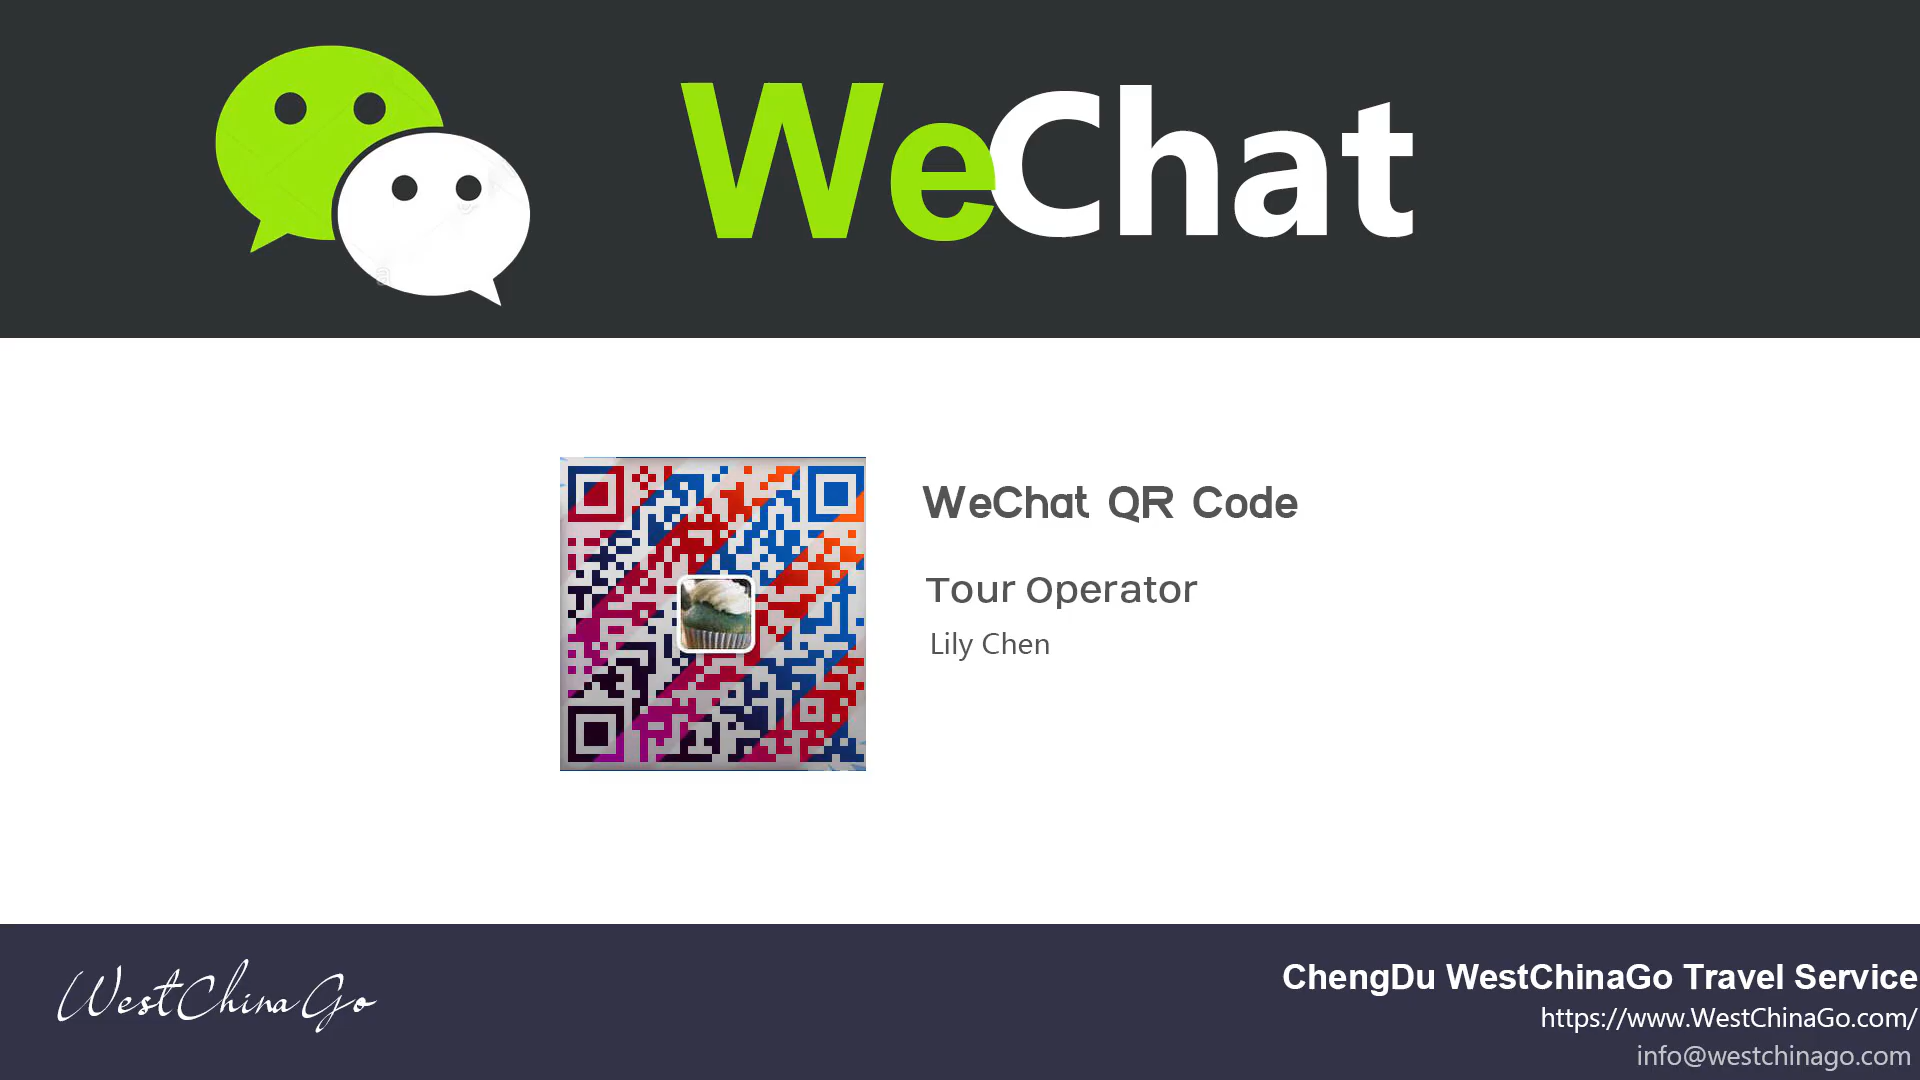 WeChat
WeChat QR Code
Tour Operator
Lily Chen
WestChinaGo
ChengDu WestChinaGo Travel Service
https://www.WestChinaGo.com/
info@westchinago.com